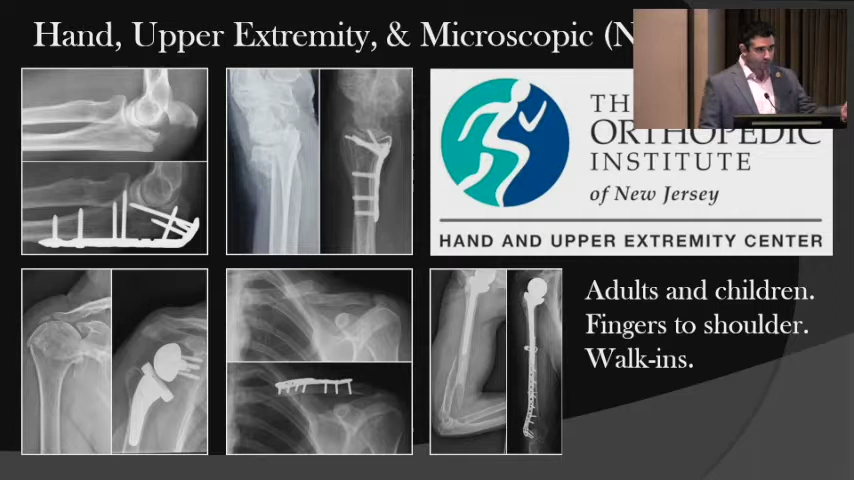 Hand, Upper Extremity, & Microscopic (N
TH
ORTHOPEDIC
INSTITUTE
of New Jersey
HAND AND UPPER EXTREMITY CENTER
Adults and children.
Fingers to shoulder.
Walk-ins.